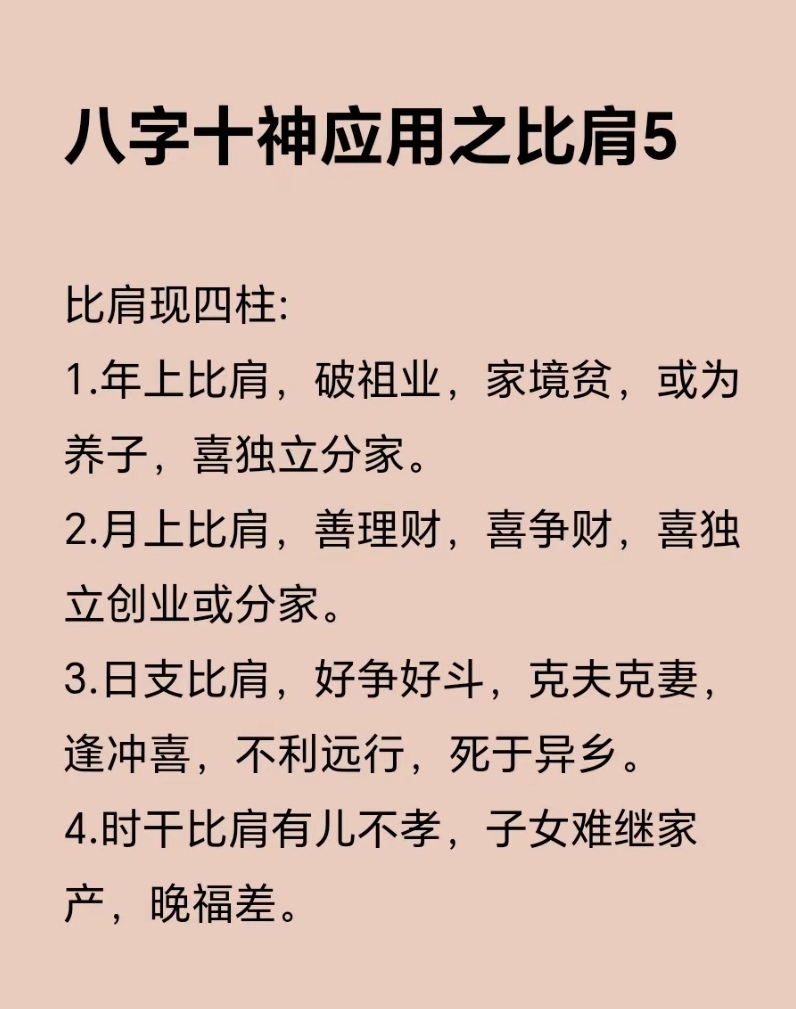 八字十神应用之比肩5
比肩现四柱:
1.年上比肩，破祖业，家境贫，或为
养子，喜独立分家。
2.月上比肩，善理财，喜争财，喜独
立创业或分家。
3.日支比肩，好争好斗，克夫克妻，
逢冲喜，不利远行，死于异乡。
4.时干比肩有儿不孝，子女难继家
产，晚福差。